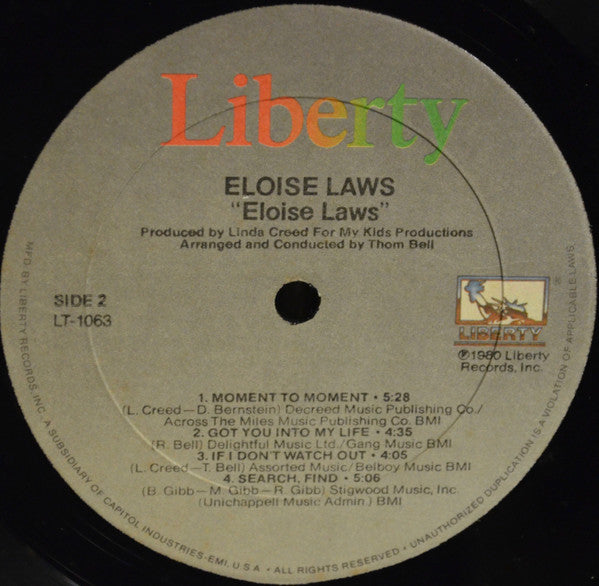 Liberty
ELOISE LAWS
"Eloise Laws"
Produced by Linda Creed For My Kids Productions
Arranged and Conducted by Thom Bell
SIDE 2
LT-1063
LIBERTY
®
℗1980 Liberty
Records, Inc.
1. MOMENT TO MOMENT • 5:28
(L. Creed—D. Bernstein) Decreed Music Publishing Co./
Across The Miles Music Publishing Co. BMI
2. GOT YOU INTO MY LIFE • 4:35
(R. Bell) Delightful Music Ltd./Gang Music BMI
3. IF I DON'T WATCH OUT • 4:05
(L. Creed—T. Bell) Assorted Music/Belboy Music BMI
4. SEARCH, FIND • 5:06
(B. Gibb—M. Gibb—R. Gibb) Stigwood Music, Inc.
(Unichappell Music Admin.) BMI
MFD. BY LIBERTY RECORDS, INC. A SUBSIDIARY OF CAPITOL INDUSTRIES-EMI, U.S.A. • ALL RIGHTS RESERVED • UNAUTHORIZED DUPLICATION IS A VIOLATION OF APPLICABLE LAWS.